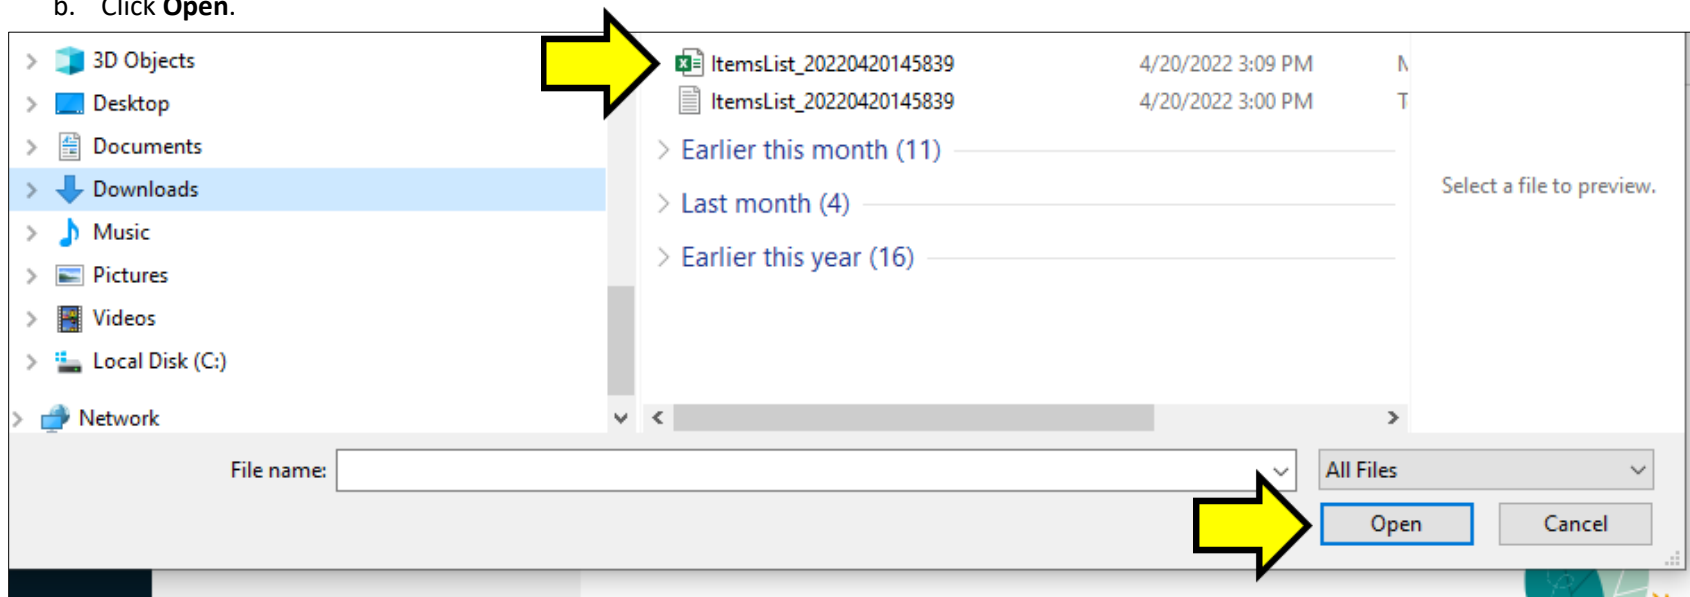 b. Click Open.
3D Objects
Desktop
Documents
Downloads
Music
Pictures
Videos
Local Disk (C:)
Network
ItemsList_20220420145839 4/20/2022 3:09 PM
ItemsList_20220420145839 4/20/2022 3:00 PM
Earlier this month (11)
Last month (4)
Earlier this year (16)
Select a file to preview.
File name:
All Files
Open
Cancel